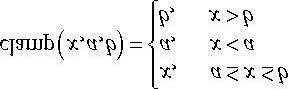 x, a ≤ x ≤ b
clamp(x,a,b) = { a, x < a
b, x > b